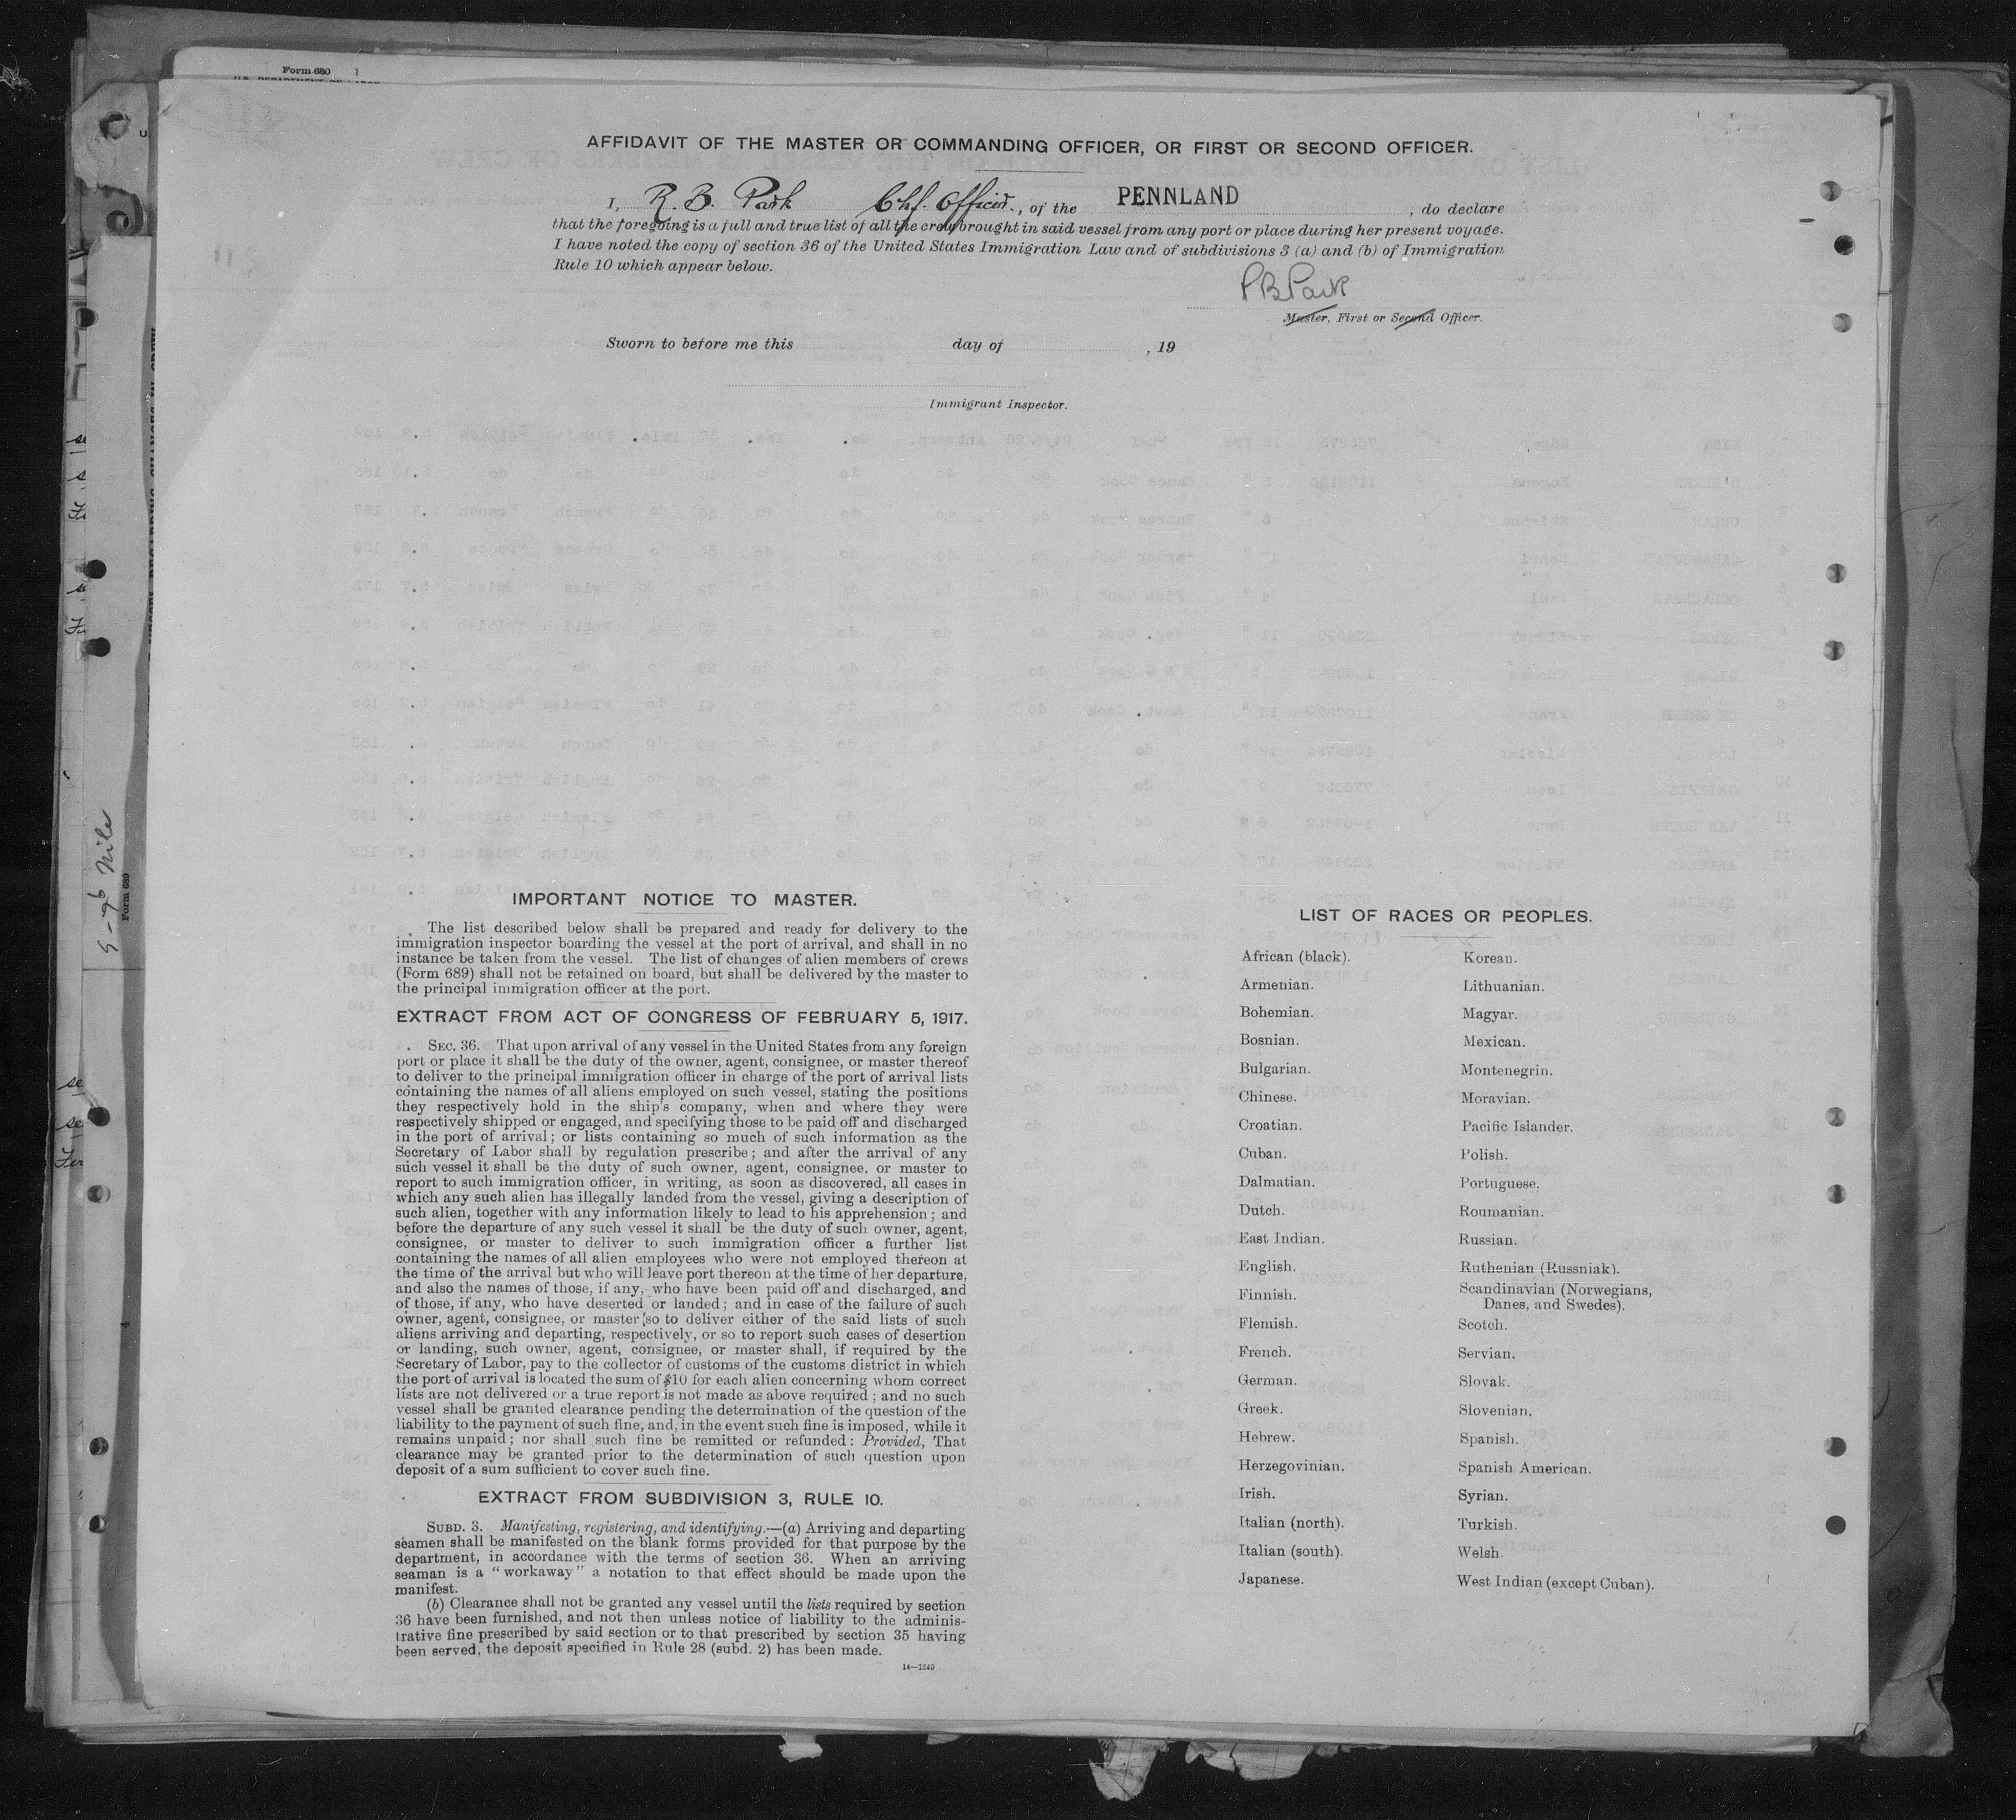 Form 680
AFFIDAVIT OF THE MASTER OR COMMANDING OFFICER, OR FIRST OR SECOND OFFICER.
I, R. B. Park Chf. Officer., of the PENNLAND, do declare
that the foregoing is a full and true list of all the crew brought in said vessel from any port or place during her present voyage.
I have noted the copy of section 36 of the United States Immigration Law and of subdivisions 3 (a) and (b) of Immigration
Rule 10 which appear below.
RBPark
Master, First or Second Officer.
Sworn to before me this day of , 19
Immigrant Inspector.
IMPORTANT NOTICE TO MASTER.
The list described below shall be prepared and ready for delivery to the
immigration inspector boarding the vessel at the port of arrival, and shall in no
instance be taken from the vessel. The list of changes of alien members of crews
(Form 689) shall not be retained on board, but shall be delivered by the master to
the principal immigration officer at the port.
EXTRACT FROM ACT OF CONGRESS OF FEBRUARY 5, 1917.
SEC. 36. That upon arrival of any vessel in the United States from any foreign
port or place it shall be the duty of the owner, agent, consignee, or master thereof
to deliver to the principal immigration officer in charge of the port of arrival lists
containing the names of all aliens employed on such vessel, stating the positions
they respectively hold in the ship's company, when and where they were
respectively shipped or engaged, and specifying those to be paid off and discharged
in the port of arrival; or lists containing so much of such information as the
Secretary of Labor shall by regulation prescribe; and after the arrival of any
such vessel it shall be the duty of such owner, agent, consignee, or master to
report to such immigration officer, in writing, as soon as discovered, all cases in
which any such alien has illegally landed from the vessel, giving a description of
such alien, together with any information likely to lead to his apprehension; and
before the departure of any such vessel it shall be the duty of such owner, agent,
consignee, or master to deliver to such immigration officer a further list
containing the names of all alien employees who were not employed thereon at
the time of the arrival but who will leave port thereon at the time of her departure,
and also the names of those, if any, who have been paid off and discharged, and
of those, if any, who have deserted or landed; and in case of the failure of such
owner, agent, consignee, or master so to deliver either of the said lists of such
aliens arriving and departing, respectively, or so to report such cases of desertion
or landing, such owner, agent, consignee, or master shall, if required by the
Secretary of Labor, pay to the collector of customs of the customs district in which
the port of arrival is located the sum of $10 for each alien concerning whom correct
lists are not delivered or a true report is not made as above required; and no such
vessel shall be granted clearance pending the determination of the question of the
liability to the payment of such fine, and, in the event such fine is imposed, while it
remains unpaid; nor shall such fine be remitted or refunded: Provided, That
clearance may be granted prior to the determination of such question upon
deposit of a sum sufficient to cover such fine.
EXTRACT FROM SUBDIVISION 3, RULE 10.
SUBD. 3. Manifesting, registering, and identifying.—(a) Arriving and departing
seamen shall be manifested on the blank forms provided for that purpose by the
department, in accordance with the terms of section 36. When an arriving
seaman is a "workaway" a notation to that effect should be made upon the
manifest.
(b) Clearance shall not be granted any vessel until the lists required by section
36 have been furnished, and not then unless notice of liability to the adminis-
trative fine prescribed by said section or to that prescribed by section 35 having
been served, the deposit specified in Rule 28 (subd. 2) has been made.
14—1240
LIST OF RACES OR PEOPLES.
African (black).
Armenian.
Bohemian.
Bosnian.
Bulgarian.
Chinese.
Croatian.
Cuban.
Dalmatian.
Dutch.
East Indian.
English.
Finnish.
Flemish.
French.
German.
Greek.
Hebrew.
Herzegovinian.
Irish.
Italian (north).
Italian (south).
Japanese.
Korean.
Lithuanian.
Magyar.
Mexican.
Montenegrin.
Moravian.
Pacific Islander.
Polish.
Portuguese.
Roumanian.
Russian.
Ruthenian (Russniak).
Scandinavian (Norwegians,
Danes, and Swedes).
Scotch.
Servian.
Slovak.
Slovenian.
Spanish.
Spanish American.
Syrian.
Turkish.
Welsh.
West Indian (except Cuban).
Form 689